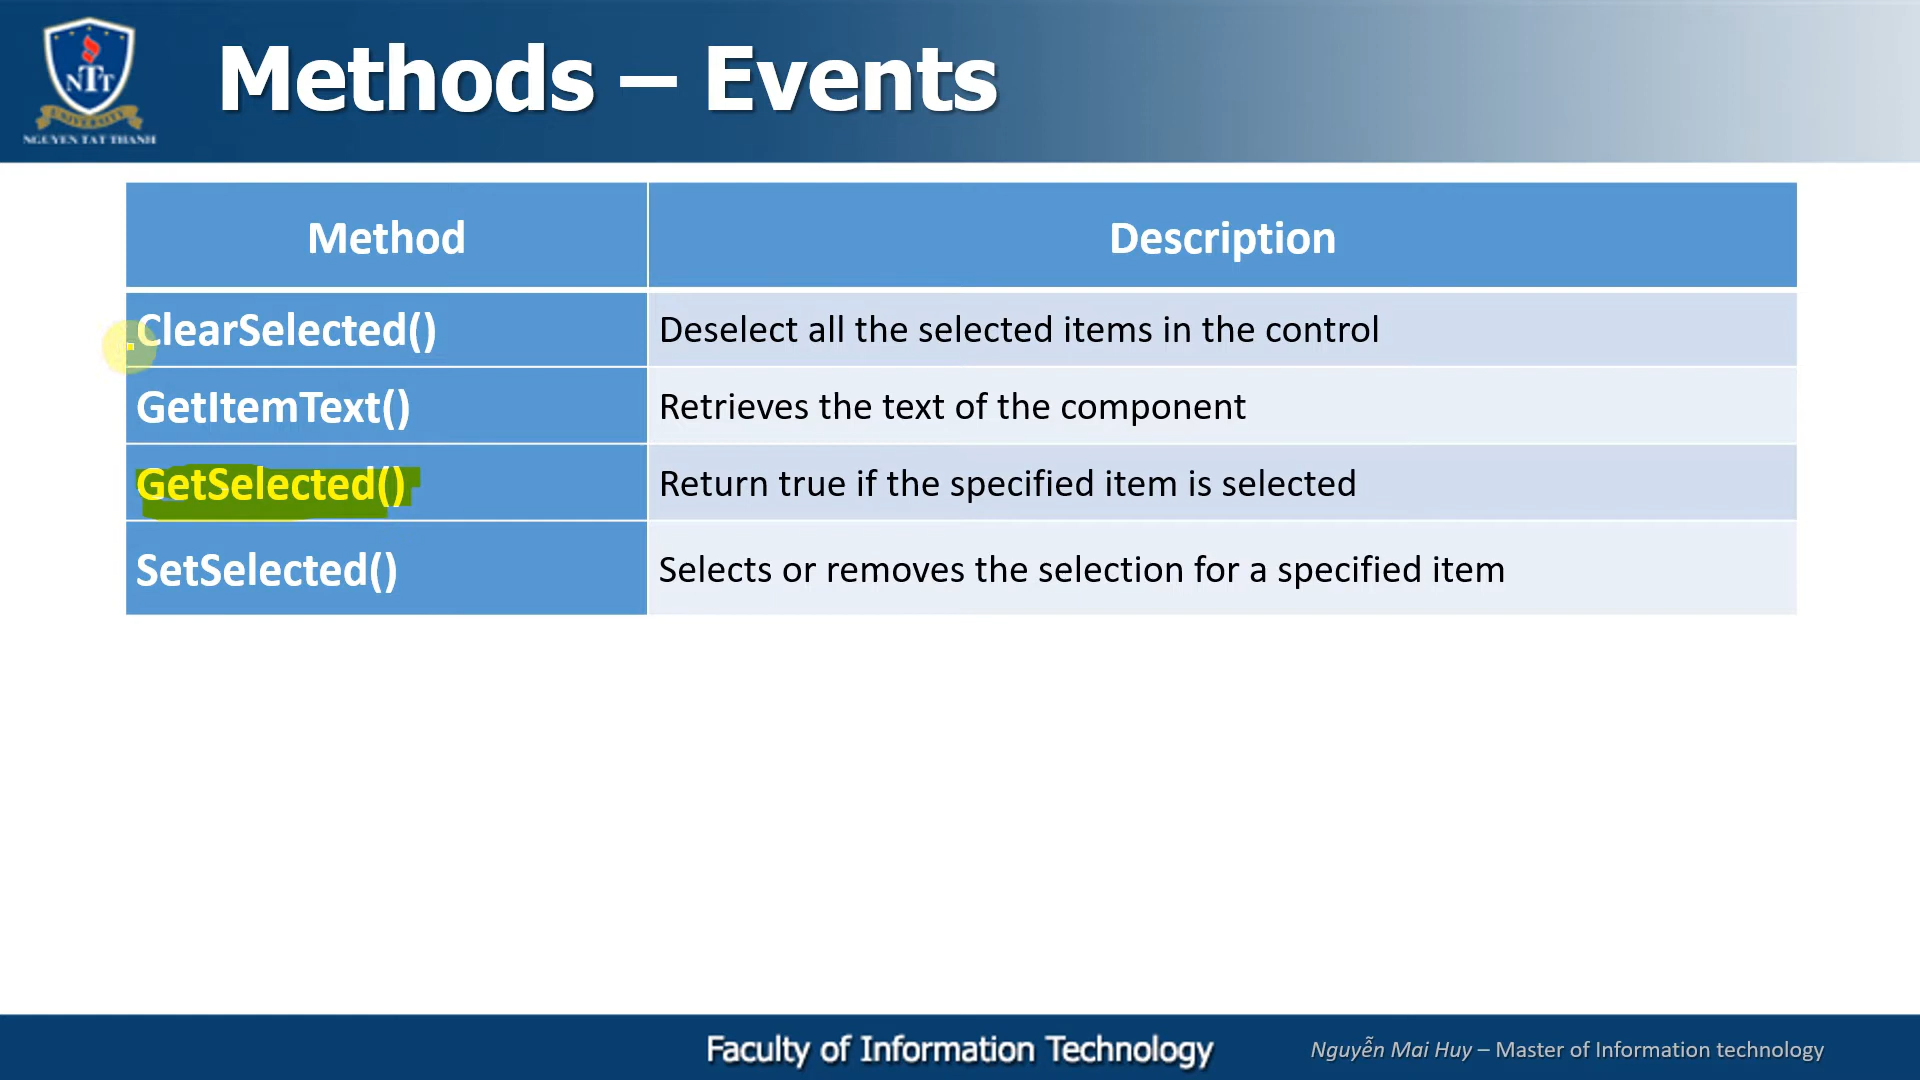 NTT
UNIVERSITY
NGUYEN TAT THANH
Methods – Events
Method Description
ClearSelected() Deselect all the selected items in the control
GetItemText() Retrieves the text of the component
GetSelected() Return true if the specified item is selected
SetSelected() Selects or removes the selection for a specified item
Faculty of Information Technology
Nguyễn Mai Huy – Master of Information technology